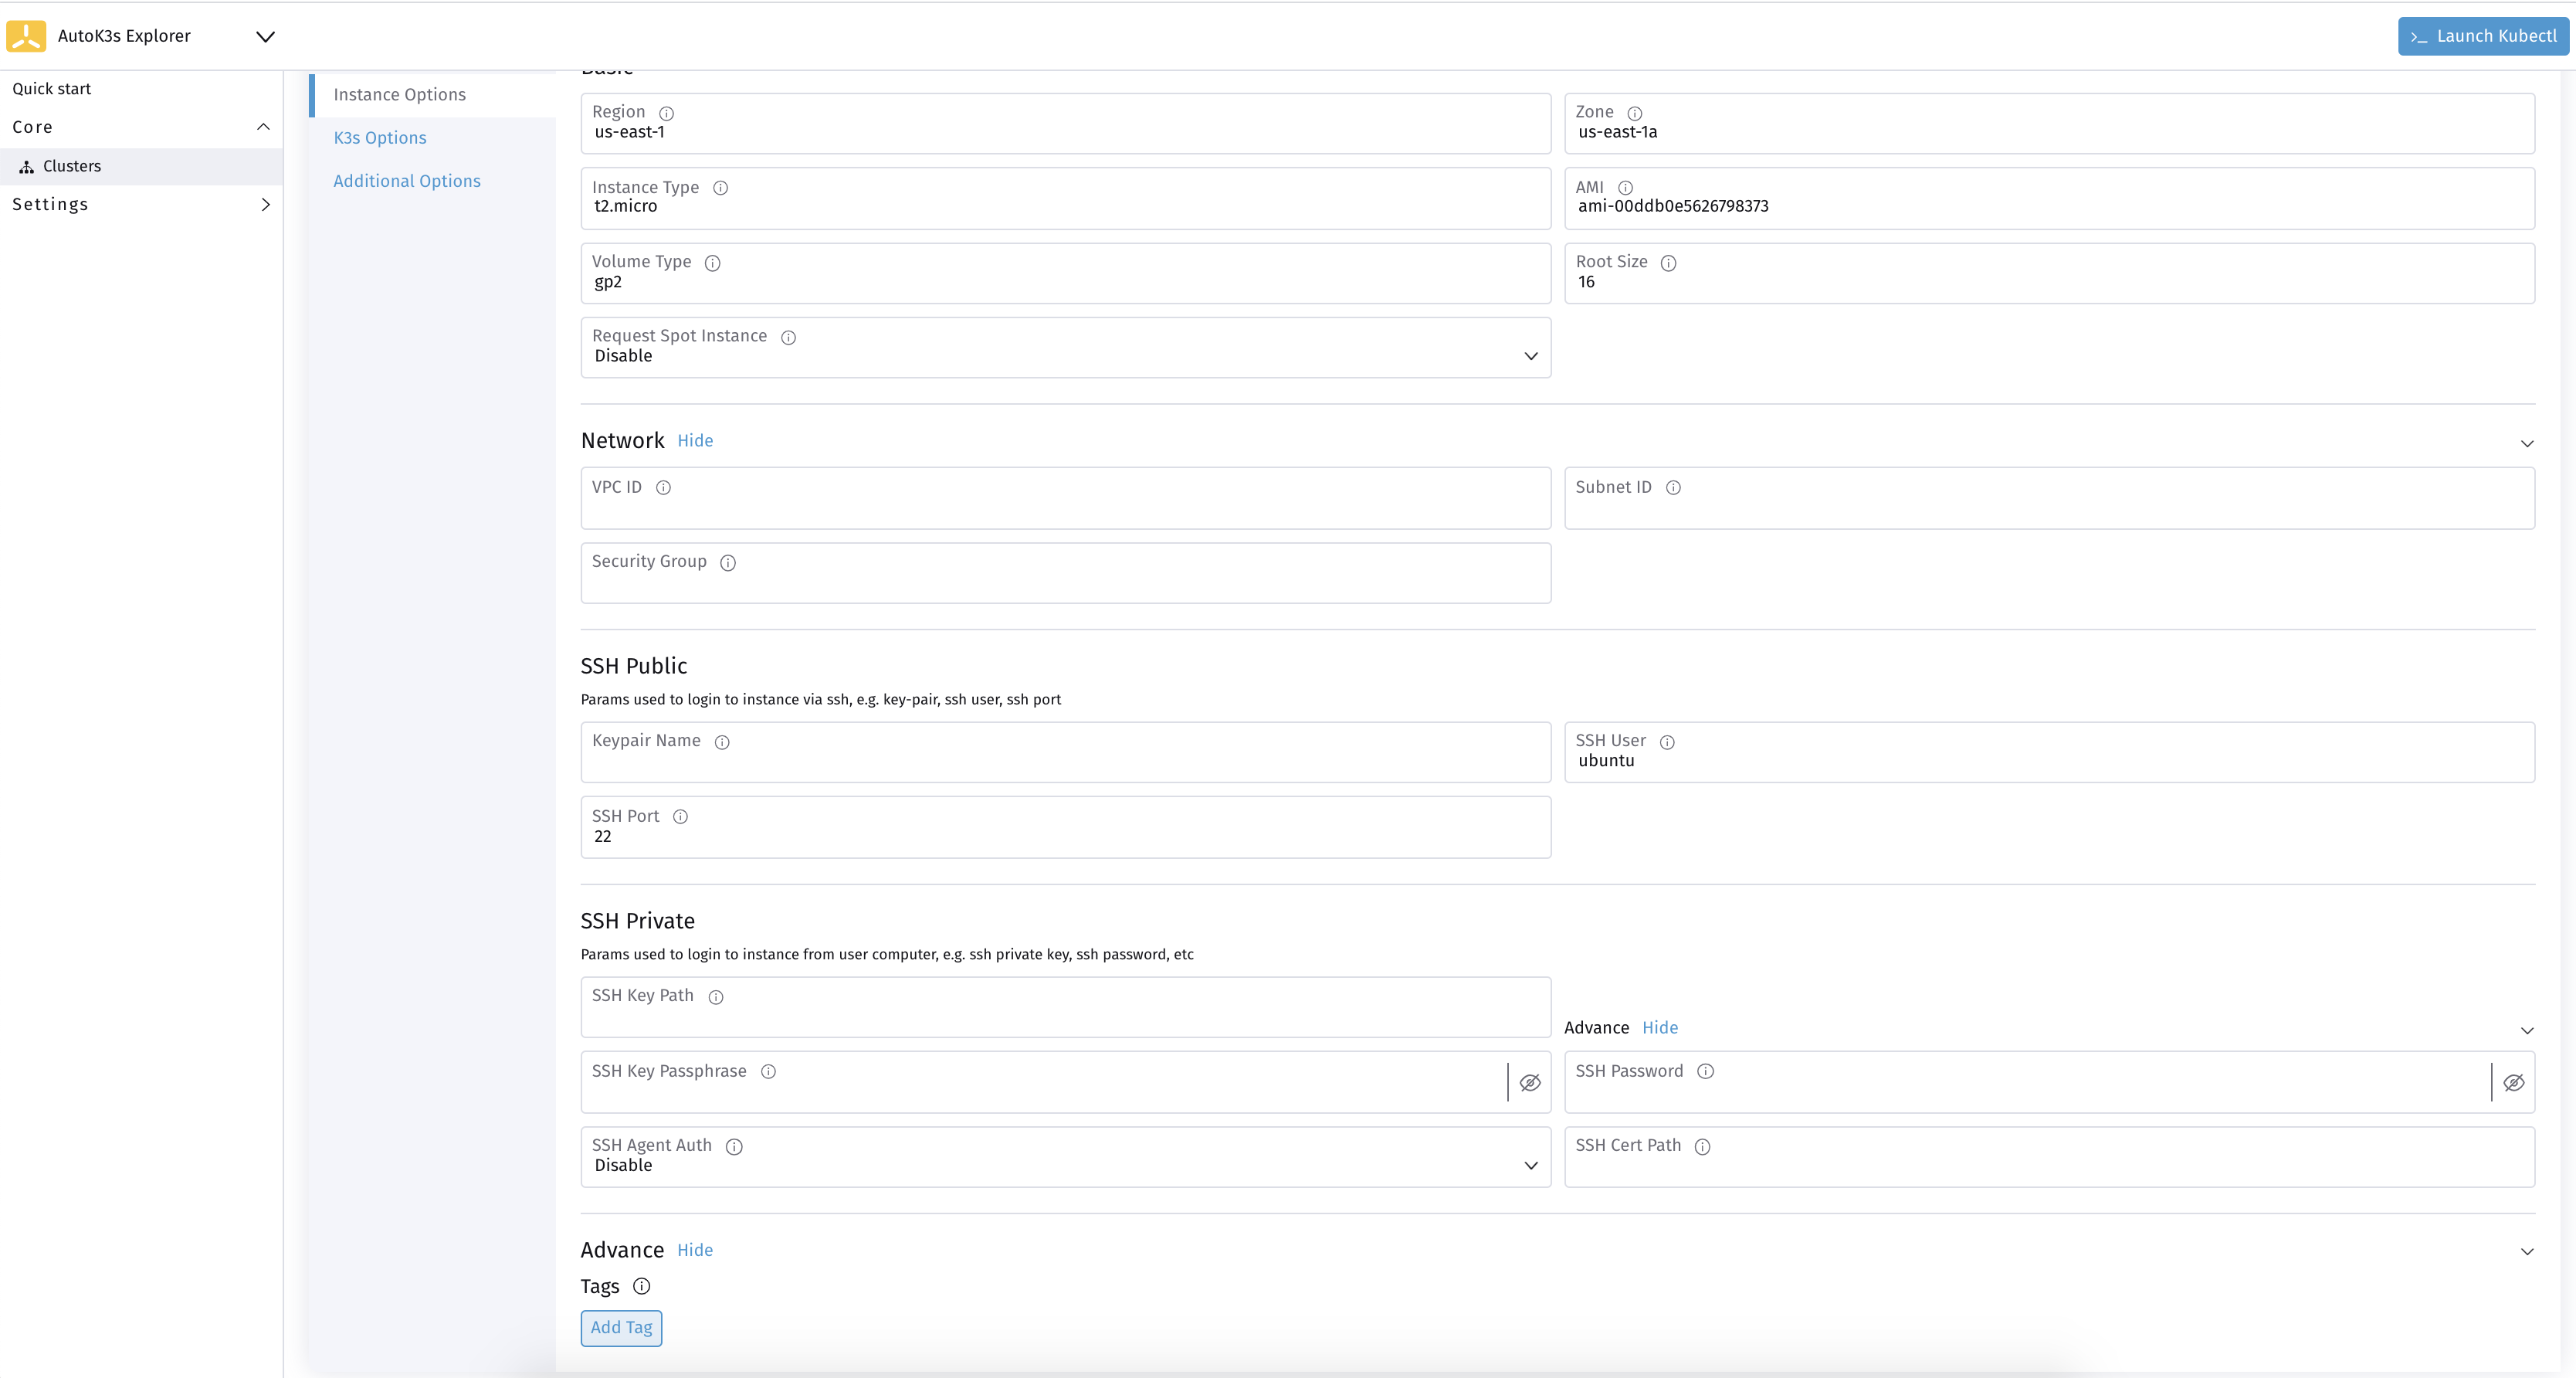 AutoK3s Explorer
>_ Launch Kubectl
Quick start
Core
Clusters
Settings
Instance Options
K3s Options
Additional Options
Basic
Region
us-east-1
Zone
us-east-1a
Instance Type
t2.micro
AMI
ami-00ddb0e5626798373
Volume Type
gp2
Root Size
16
Request Spot Instance
Disable
Network Hide
VPC ID
Subnet ID
Security Group
SSH Public
Params used to login to instance via ssh, e.g. key-pair, ssh user, ssh port
Keypair Name
SSH User
ubuntu
SSH Port
22
SSH Private
Params used to login to instance from user computer, e.g. ssh private key, ssh password, etc
SSH Key Path
Advance Hide
SSH Key Passphrase
SSH Password
SSH Agent Auth
Disable
SSH Cert Path
Advance Hide
Tags
Add Tag